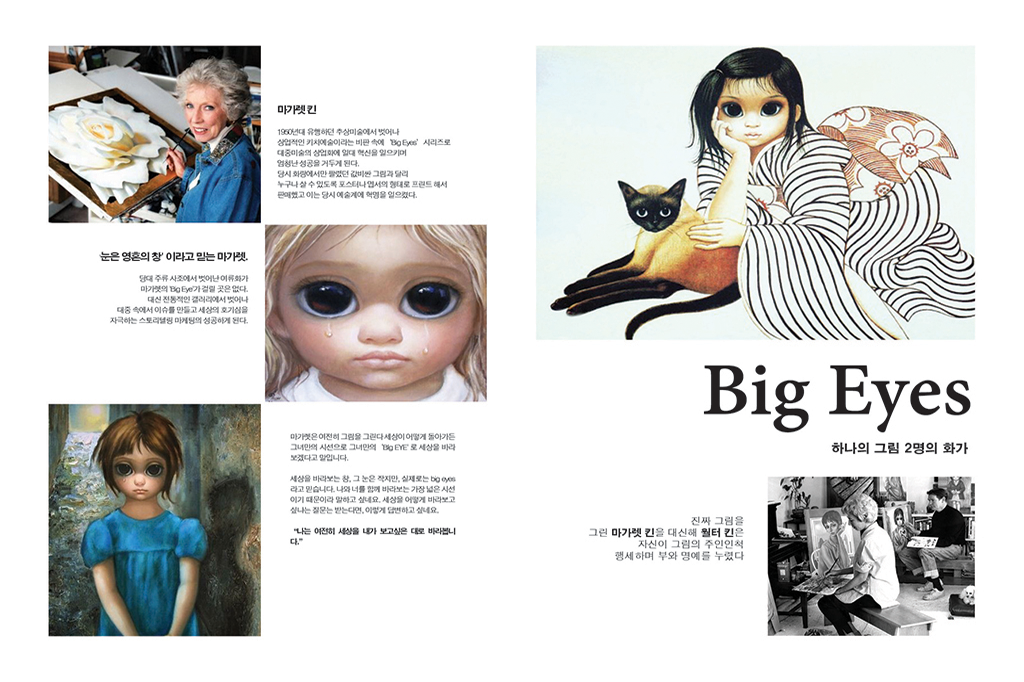 마가렛 킨
1950년대 유행하던 추상미술에서 벗어나
상업적인 키치예술이라는 비판 속에 'Big Eyes' 시리즈로
대중미술의 상업화에 일대 혁신을 일으키며
엄청난 성공을 거두게 된다.
당시 화랑에서만 팔렸던 값비싼 그림과 달리
누구나 살 수 있도록 포스터나 엽서의 형태로 프린트 해서
판매했고 이는 당시 예술계에 혁명을 일으켰다.
'눈은 영혼의 창' 이라고 믿는 마가렛.
당대 주류 사조에서 벗어난 여류화가
마가렛의 'Big Eye'가 걸릴 곳은 없다.
대신 전통적인 갤러리에서 벗어나
대중 속에서 이슈를 만들고 세상의 호기심을
자극하는 스토리텔링 마케팅의 성공하게 된다.
마가렛은 여전히 그림을 그린다 세상이 어떻게 돌아가든
그녀만의 시선으로 그녀만의 'Big EYE' 로 세상을 바라
보겠다고 말입니다.
세상을 바라보는 창, 그 눈은 작지만, 실제로는 big eyes
라고 믿습니다. 나와 너를 함께 바라보는 가장 넓은 시선
이기 때문이라 말하고 싶네요. 세상을 어떻게 바라보고
싶냐는 질문는 받는다면, 이렇게 답변하고 싶네요.
"나는 여전히 세상을 내가 보고싶은 대로 바라봅니
다."
Big Eyes
하나의 그림 2명의 화가
진짜 그림을
그린 마가렛 킨을 대신해 월터 킨은
자신이 그림의 주인인척
행세하며 부와 명예를 누렸다